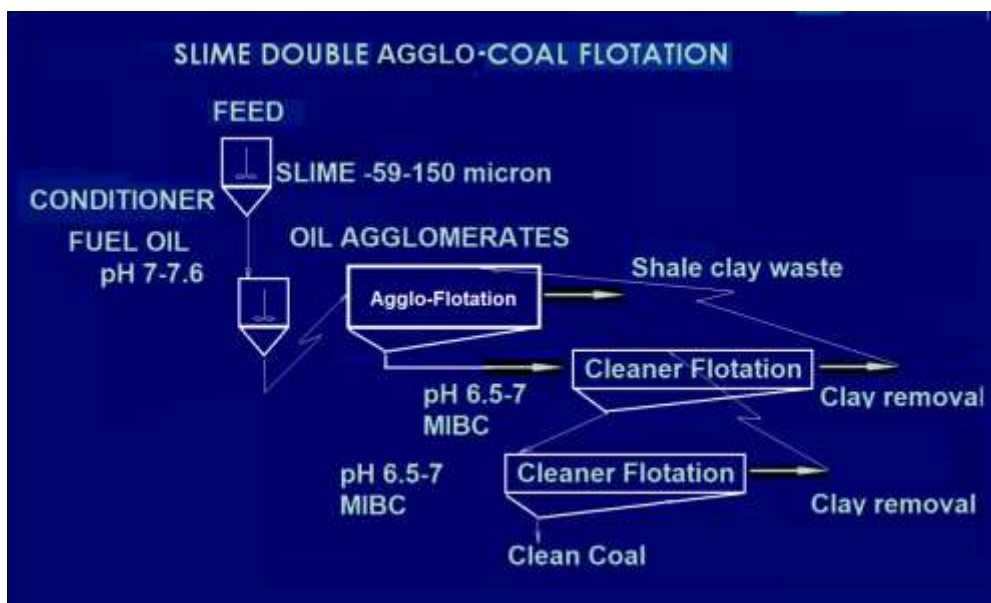 SLIME DOUBLE AGGLO-COAL FLOTATION
FEED
SLIME -59-150 micron
CONDITIONER
FUEL OIL
pH 7-7.6
OIL AGGLOMERATES
Agglo-Flotation
Shale clay waste
Cleaner Flotation
pH 6.5-7
MIBC
Clay removal
pH 6.5-7
MIBC
Cleaner Flotation
Clay removal
Clean Coal